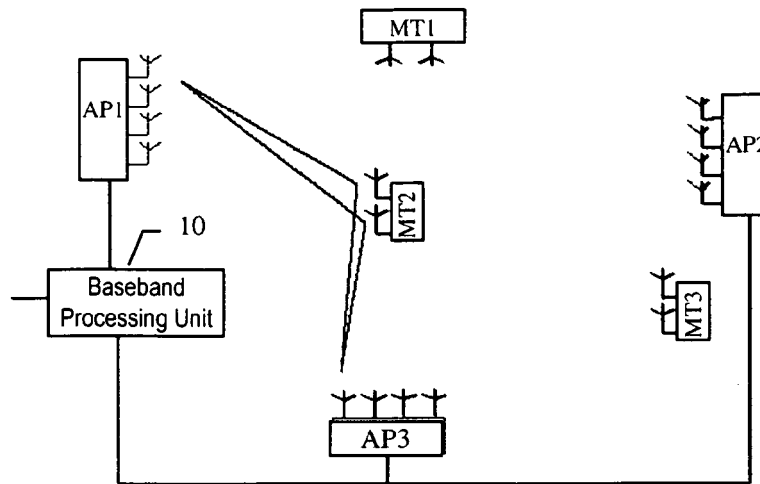 MT1
AP1
AP2
MT2
10
Baseband
Processing Unit
MT3
AP3